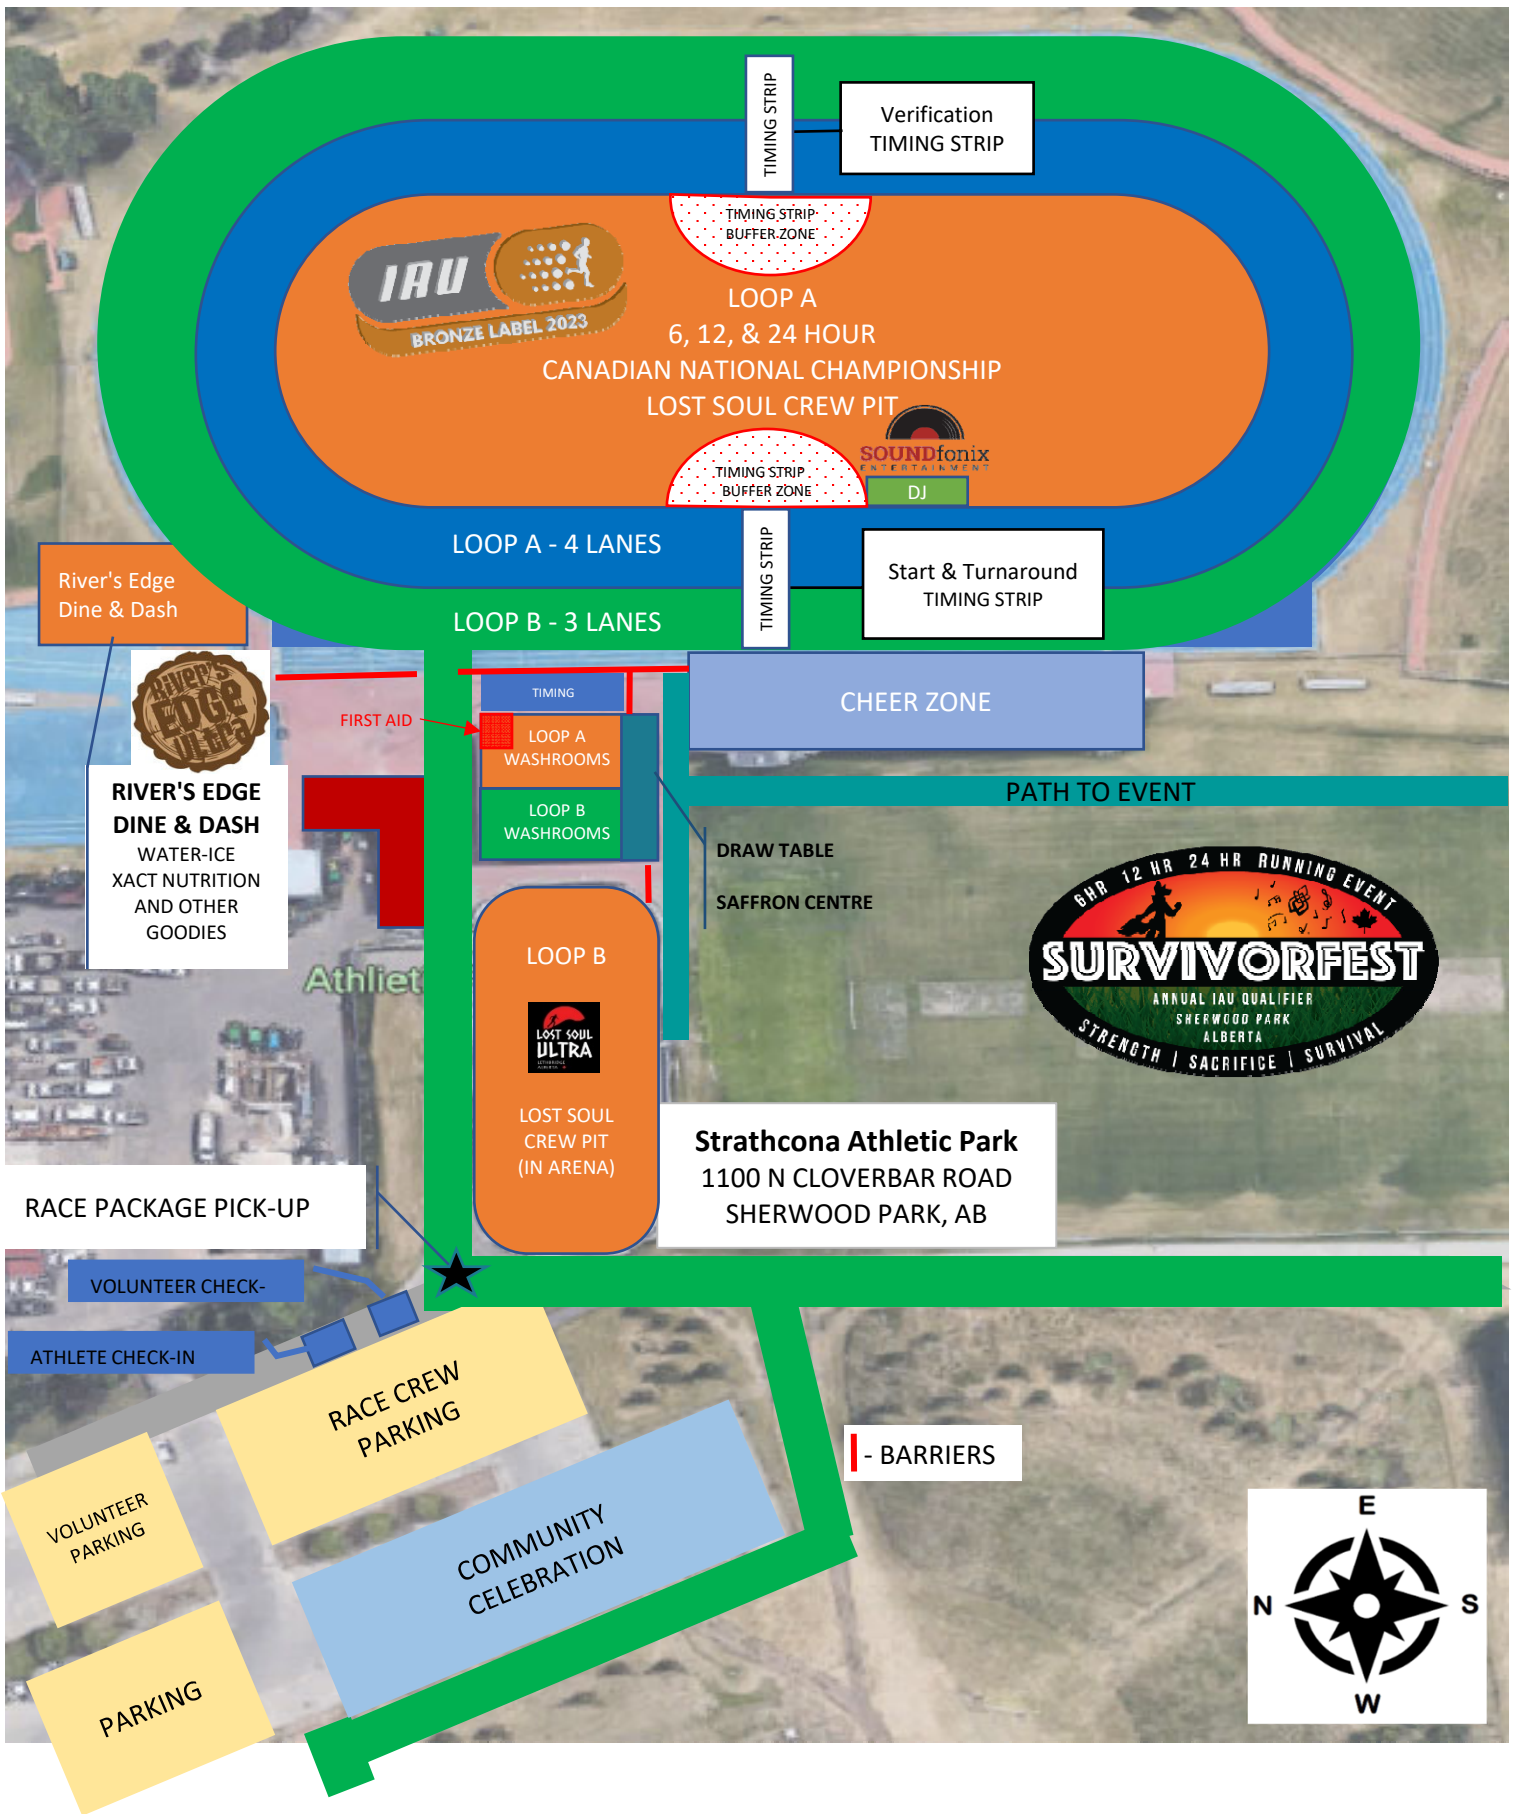 TIMING STRIP
Verification
TIMING STRIP
TIMING STRIP
BUFFER ZONE
IAU
BRONZE LABEL 2023
LOOP A
6, 12, & 24 HOUR
CANADIAN NATIONAL CHAMPIONSHIP
LOST SOUL CREW PIT
SOUNDfonix
ENTERTAINMENT
TIMING STRIP
BUFFER ZONE
DJ
LOOP A - 4 LANES
TIMING STRIP
Start & Turnaround
TIMING STRIP
River's Edge
Dine & Dash
LOOP B - 3 LANES
River's
EDGE
Ultra
TIMING
CHEER ZONE
FIRST AID
LOOP A
WASHROOMS
RIVER'S EDGE
DINE & DASH
WATER-ICE
XACT NUTRITION
AND OTHER
GOODIES
LOOP B
WASHROOMS
PATH TO EVENT
DRAW TABLE
SAFFRON CENTRE
6HR 12 HR 24 HR RUNNING EVENT
SURVIVORFEST
ANNUAL IAU QUALIFIER
SHERWOOD PARK
ALBERTA
STRENGTH | SACRIFICE | SURVIVAL
Athliet
LOOP B
LOST SOUL
ULTRA
LETHBRIDGE
ALBERTA
LOST SOUL
CREW PIT
(IN ARENA)
Strathcona Athletic Park
1100 N CLOVERBAR ROAD
SHERWOOD PARK, AB
RACE PACKAGE PICK-UP
VOLUNTEER CHECK-
ATHLETE CHECK-IN
RACE CREW
PARKING
- BARRIERS
VOLUNTEER
PARKING
COMMUNITY
CELEBRATION
PARKING
E
N
S
W